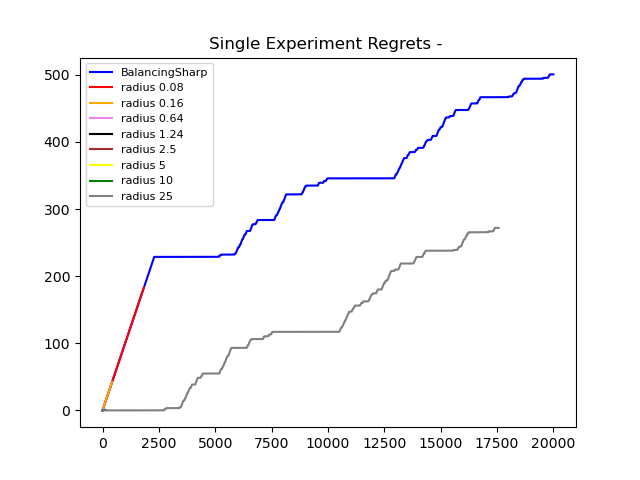 Single Experiment Regrets -
BalancingSharp
radius 0.08
radius 0.16
radius 0.64
radius 1.24
radius 2.5
radius 5
radius 10
radius 25
500
400
300
200
100
0
0 2500 5000 7500 10000 12500 15000 17500 20000